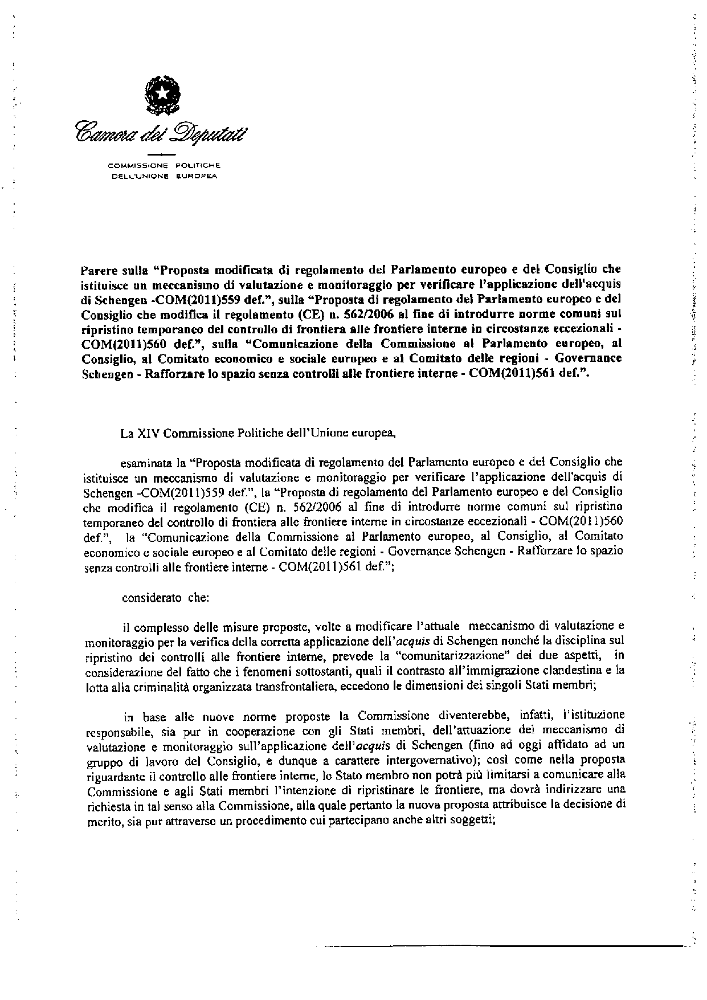 Camera dei Deputati
COMMISSIONE POLITICHE
DELL'UNIONE EUROPEA
Parere sulla “Proposta modificata di regolamento del Parlamento europeo e del Consiglio che
istituisce un meccanismo di valutazione e monitoraggio per verificare l'applicazione dell'acquis
di Schengen -COM(2011)559 def.”, sulla “Proposta di regolamento del Parlamento europeo e del
Consiglio che modifica il regolamento (CE) n. 562/2006 al fine di introdurre norme comuni sul
ripristino temporaneo del controllo di frontiera alle frontiere interne in circostanze eccezionali -
COM(2011)560 def.”, sulla “Comunicazione della Commissione al Parlamento europeo, al
Consiglio, al Comitato economico e sociale europeo e al Comitato delle regioni - Governance
Schengen - Rafforzare lo spazio senza controlli alle frontiere interne - COM(2011)561 def.”.
La XIV Commissione Politiche dell'Unione europea,
esaminata la “Proposta modificata di regolamento del Parlamento europeo e del Consiglio che
istituisce un meccanismo di valutazione e monitoraggio per verificare l'applicazione dell'acquis di
Schengen -COM(2011)559 def.”, la “Proposta di regolamento del Parlamento europeo e del Consiglio
che modifica il regolamento (CE) n. 562/2006 al fine di introdurre norme comuni sul ripristino
temporaneo del controllo di frontiera alle frontiere interne in circostanze eccezionali - COM(2011)560
def.”, la “Comunicazione della Commissione al Parlamento europeo, al Consiglio, al Comitato
economico e sociale europeo e al Comitato delle regioni - Governance Schengen - Rafforzare lo spazio
senza controlli alle frontiere interne - COM(2011)561 def.”;
considerato che:
il complesso delle misure proposte, volte a modificare l'attuale meccanismo di valutazione e
monitoraggio per la verifica della corretta applicazione dell'acquis di Schengen nonché la disciplina sul
ripristino dei controlli alle frontiere interne, prevede la “comunitarizzazione” dei due aspetti, in
considerazione del fatto che i fenomeni sottostanti, quali il contrasto all'immigrazione clandestina e la
lotta alla criminalità organizzata transfrontaliera, eccedono le dimensioni dei singoli Stati membri;
in base alle nuove norme proposte la Commissione diventerebbe, infatti, l'istituzione
responsabile, sia pur in cooperazione con gli Stati membri, dell'attuazione del meccanismo di
valutazione e monitoraggio sull'applicazione dell'acquis di Schengen (fino ad oggi affidato ad un
gruppo di lavoro del Consiglio, e dunque a carattere intergovernativo); così come nella proposta
riguardante il controllo alle frontiere interne, lo Stato membro non potrà più limitarsi a comunicare alla
Commissione e agli Stati membri l'intenzione di ripristinare le frontiere, ma dovrà indirizzare una
richiesta in tal senso alla Commissione, alla quale pertanto la nuova proposta attribuisce la decisione di
merito, sia pur attraverso un procedimento cui partecipano anche altri soggetti;